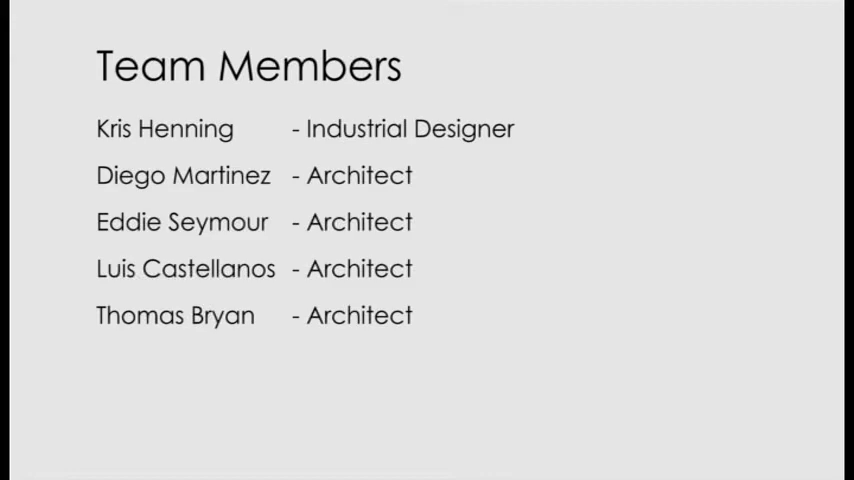 Team Members
Kris Henning - Industrial Designer
Diego Martinez - Architect
Eddie Seymour - Architect
Luis Castellanos - Architect
Thomas Bryan - Architect